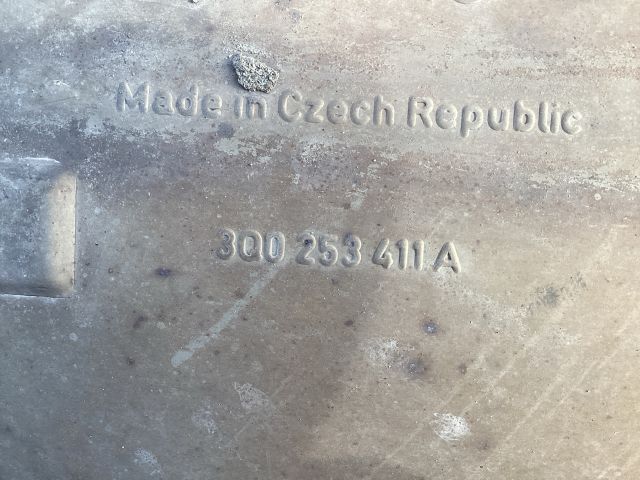 Made in Czech Republic
3Q0 253 411 A